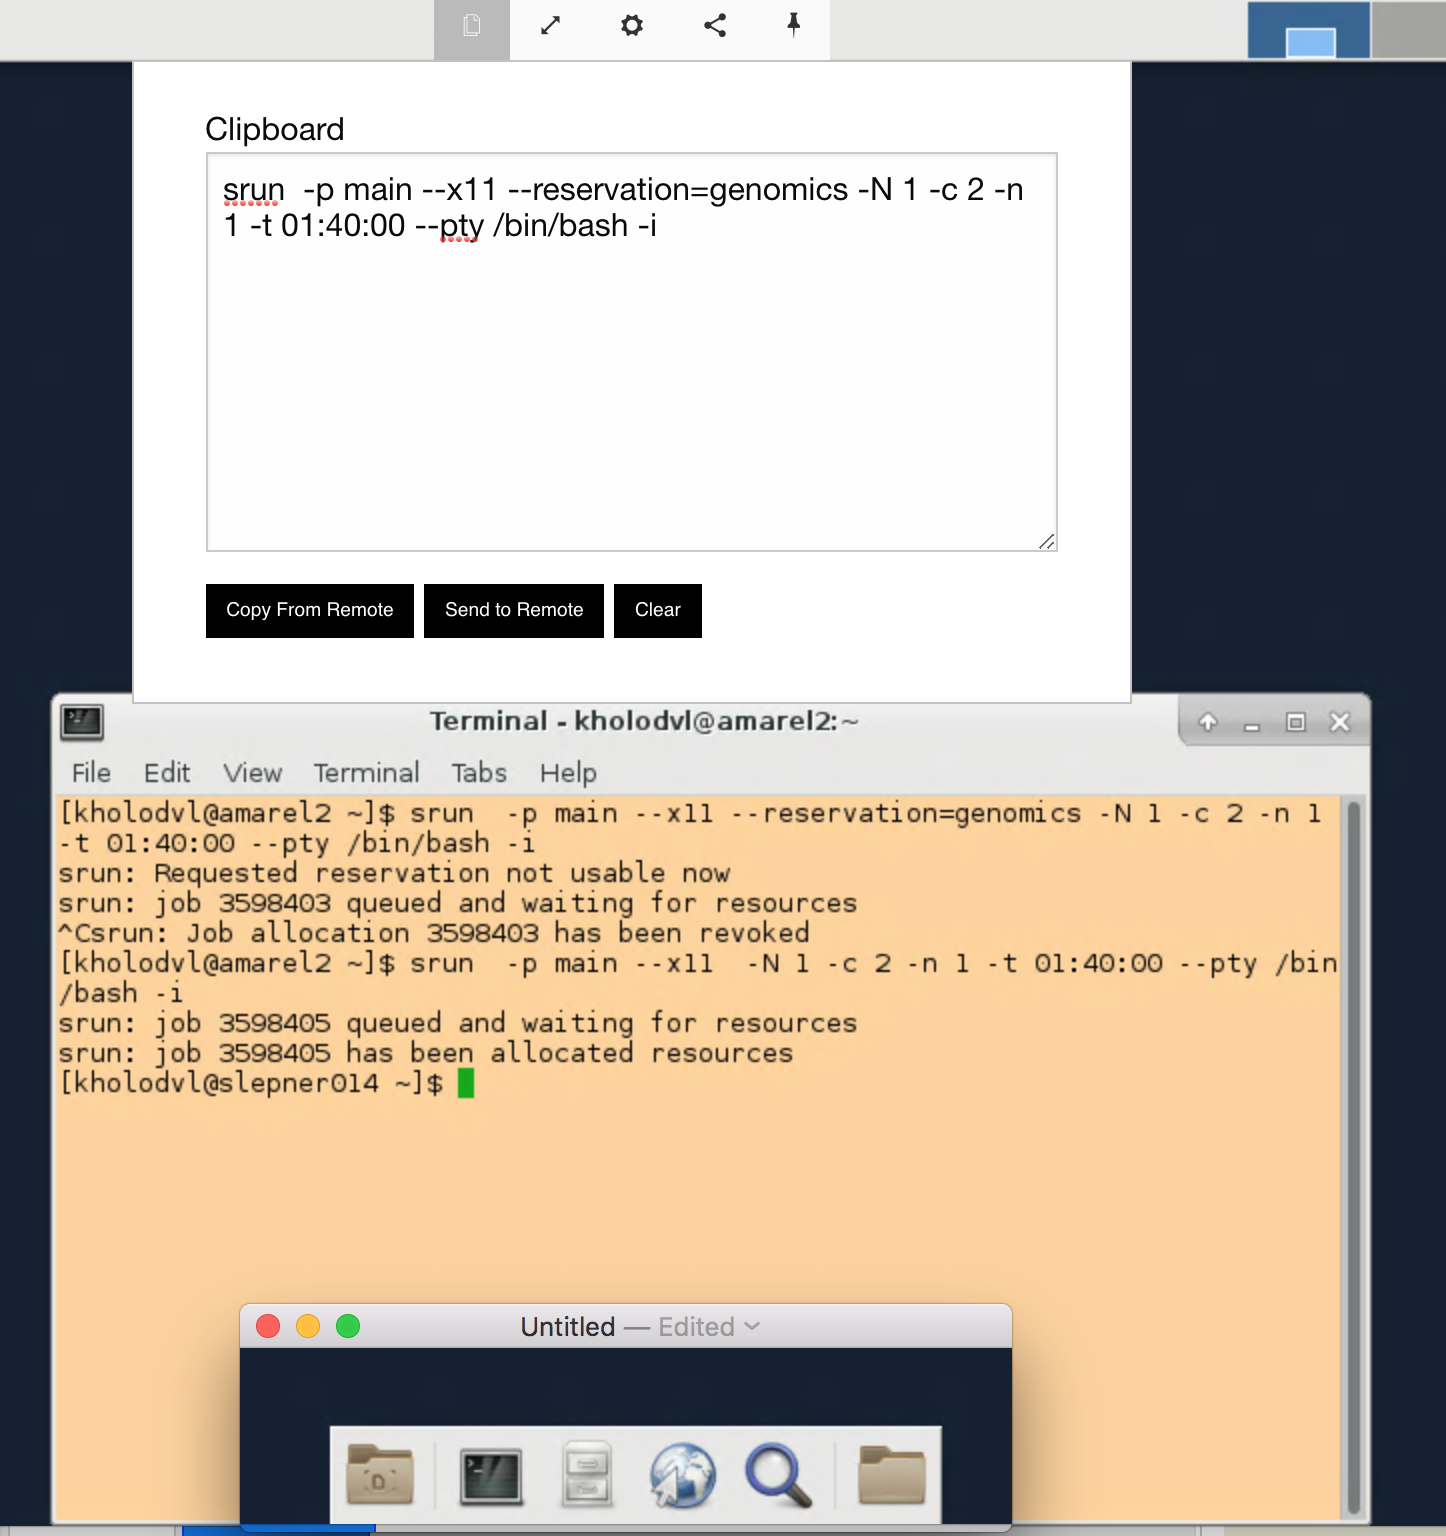 Clipboard
srun  -p main --x11 --reservation=genomics -N 1 -c 2 -n
1 -t 01:40:00 --pty /bin/bash -i
Copy From Remote Send to Remote Clear
Terminal - kholodvl@amarel2:~
File Edit View Terminal Tabs Help
[kholodvl@amarel2 ~]$ srun  -p main --x11 --reservation=genomics -N 1 -c 2 -n 1
-t 01:40:00 --pty /bin/bash -i
srun: Requested reservation not usable now
srun: job 3598403 queued and waiting for resources
^Csrun: Job allocation 3598403 has been revoked
[kholodvl@amarel2 ~]$ srun  -p main --x11  -N 1 -c 2 -n 1 -t 01:40:00 --pty /bin
/bash -i
srun: job 3598405 queued and waiting for resources
srun: job 3598405 has been allocated resources
[kholodvl@slepner014 ~]$
Untitled — Edited